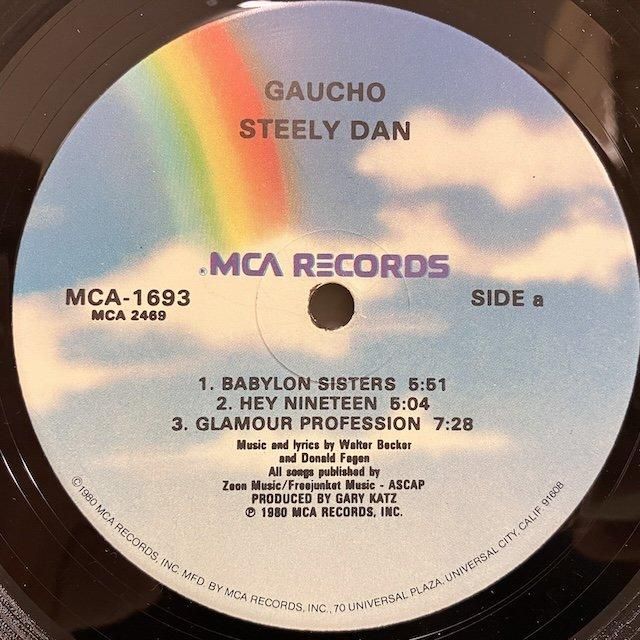 GAUCHO
STEELY DAN
®MCA RECORDS
MCA-1693
MCA 2469
SIDE a
1. BABYLON SISTERS 5:51
2. HEY NINETEEN 5:04
3. GLAMOUR PROFESSION 7:28
Music and lyrics by Walter Becker
and Donald Fagen
All songs published by
Zeon Music/Freejunket Music - ASCAP
PRODUCED BY GARY KATZ
℗ 1980 MCA RECORDS, INC.
©1980 MCA RECORDS, INC. MFD. BY MCA RECORDS, INC., 70 UNIVERSAL PLAZA, UNIVERSAL CITY, CALIF. 91608